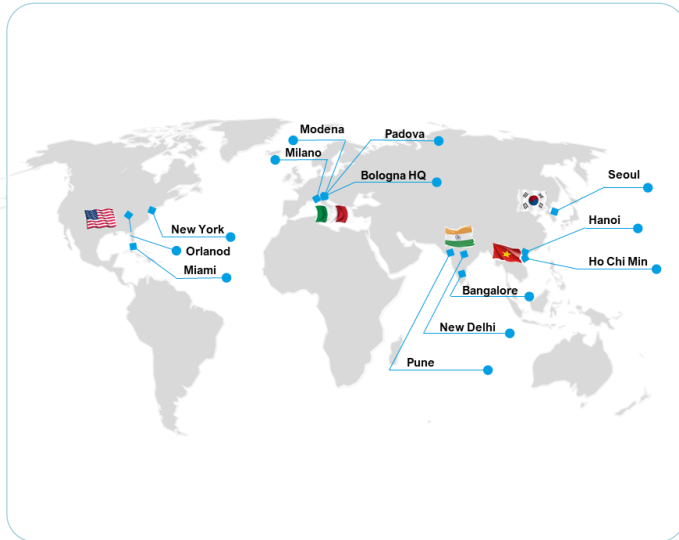 Modena
Padova
Milano
Bologna HQ
Seoul
New York
Hanoi
Orlanod
Ho Chi Min
Miami
Bangalore
New Delhi
Pune